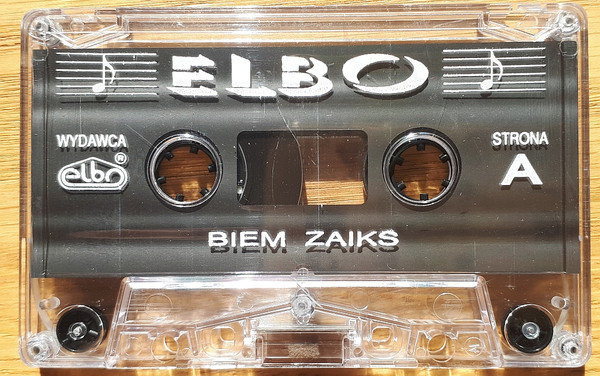 ELBO
WYDAWCA
elbo®
STRONA
A
BIEM ZAIKS